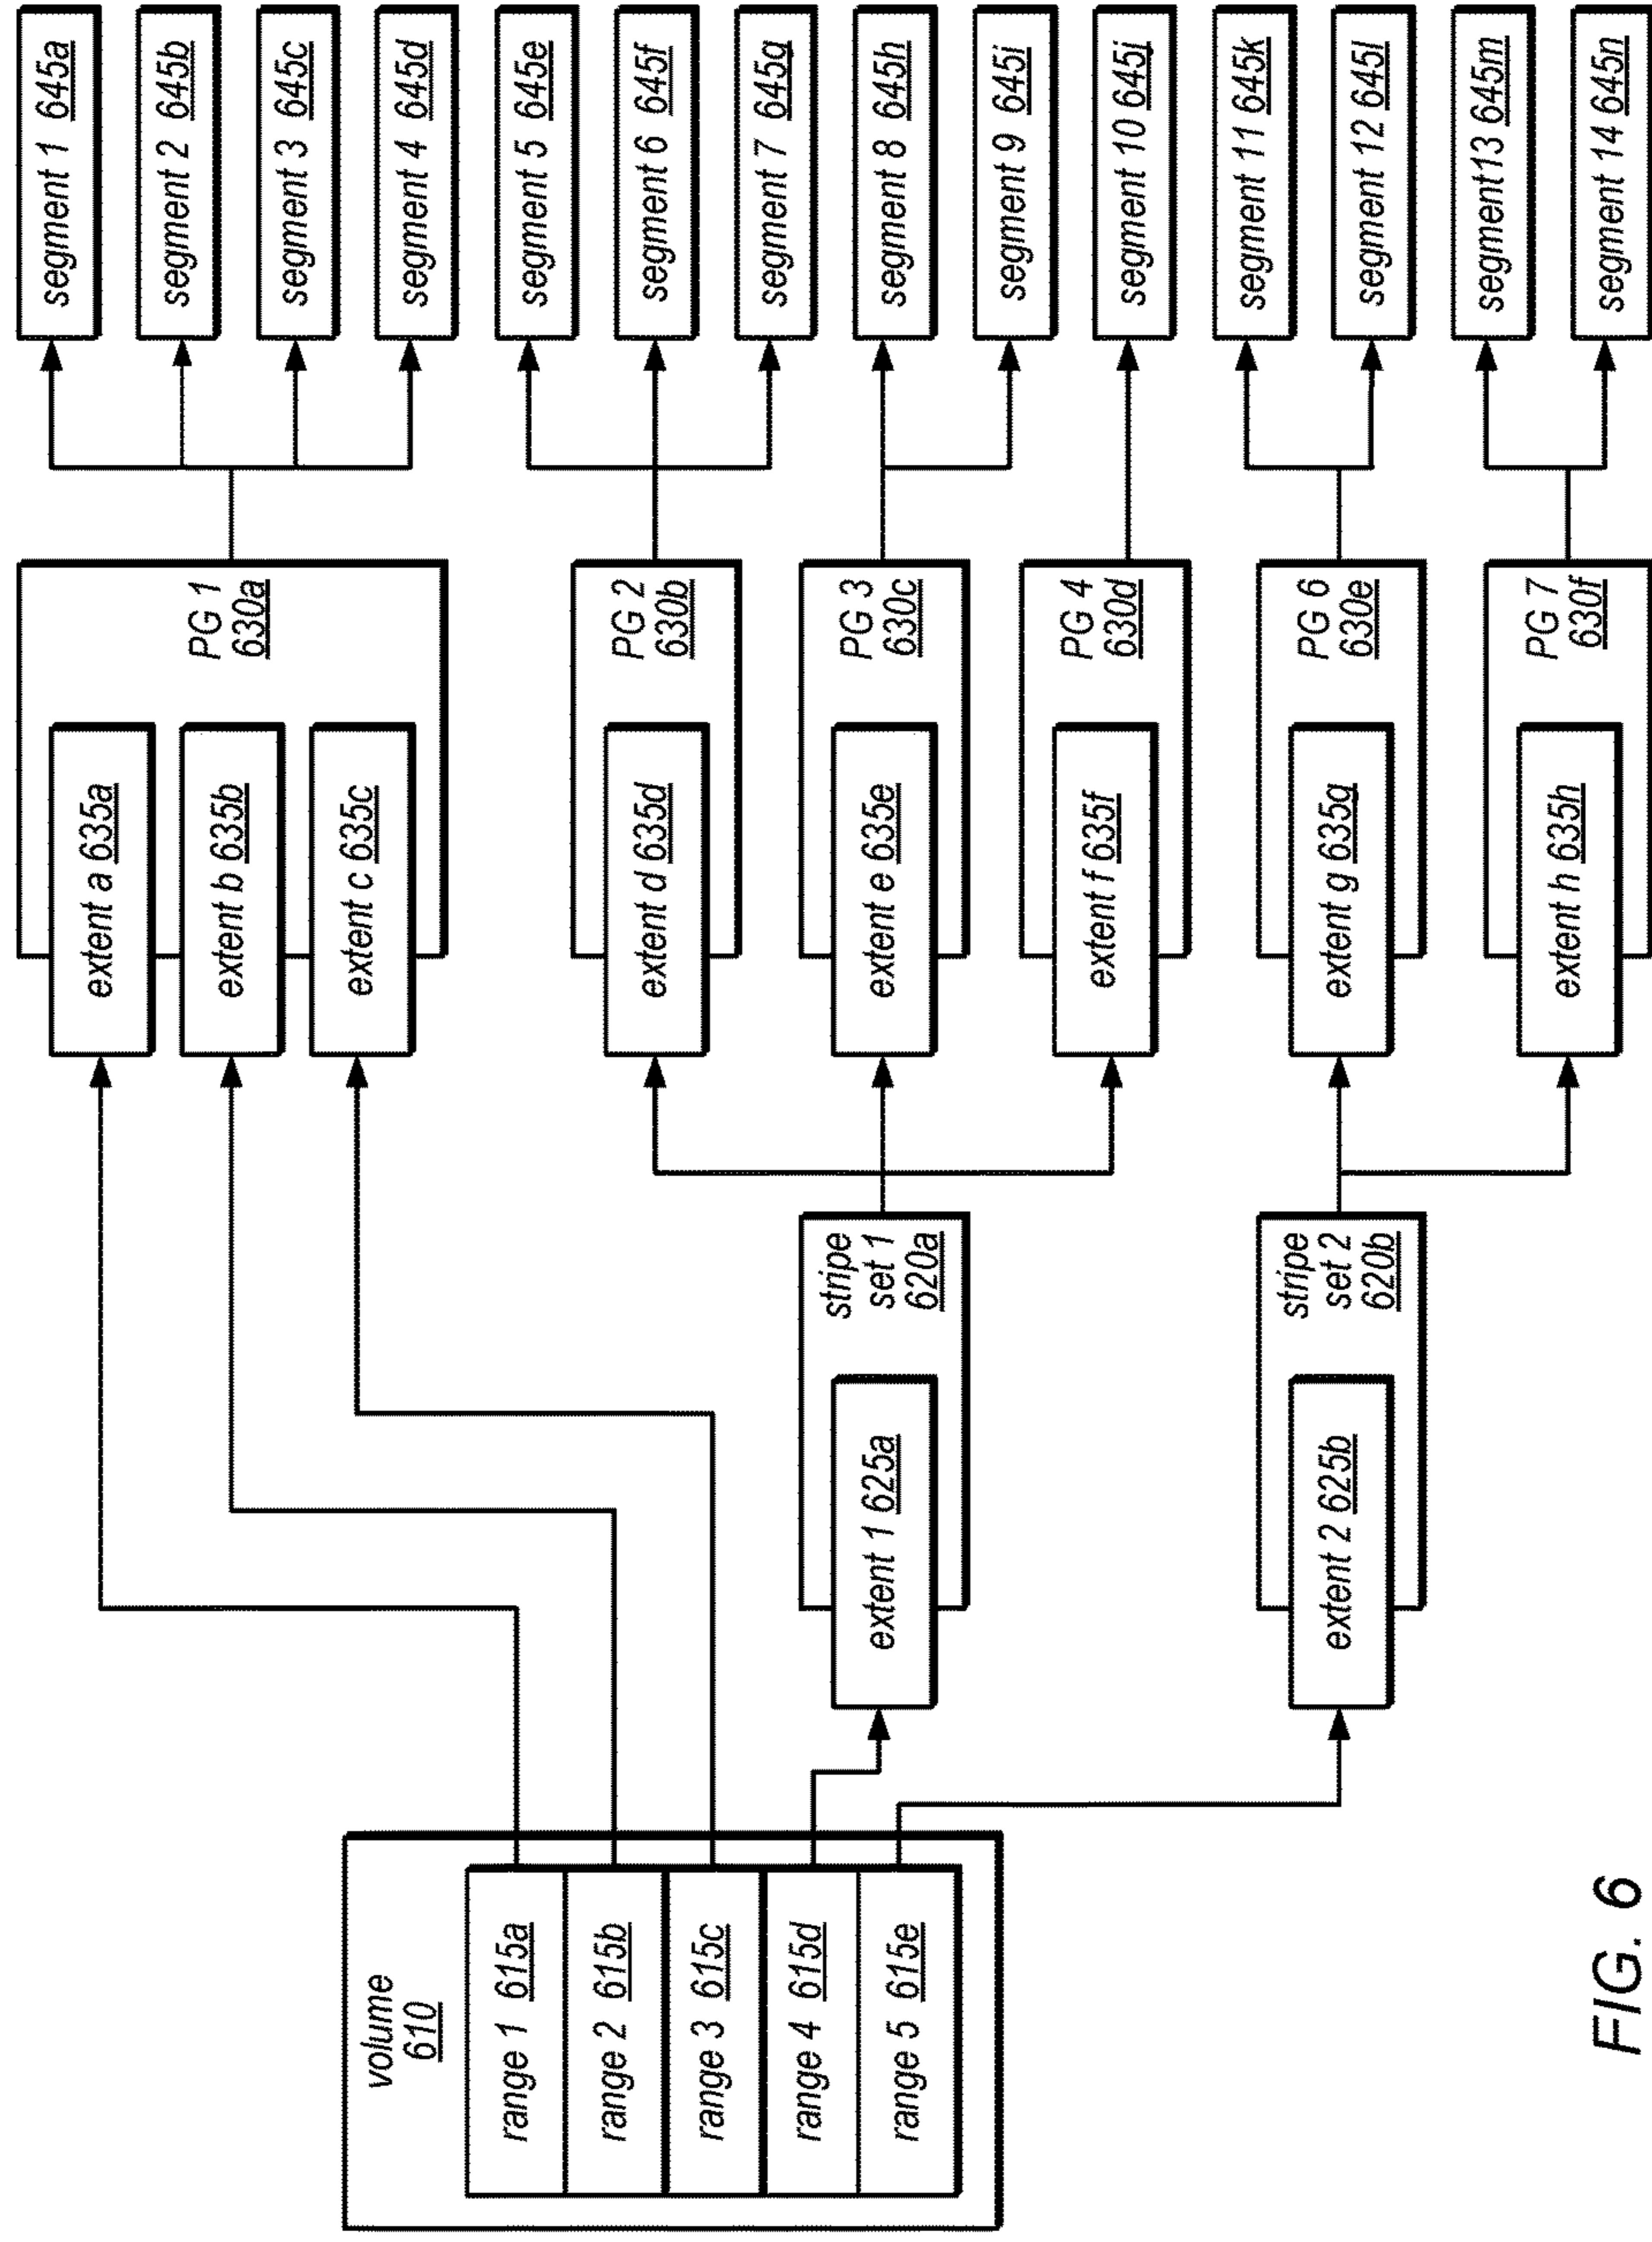 volume
610
range 1 615a
range 2 615b
range 3 615c
range 4 615d
range 5 615e
extent 1 625a
stripe
set 1
620a
extent 2 625b
stripe
set 2
620b
extent a 635a
extent b 635b
extent c 635c
PG 1
630a
extent d 635d
PG 2
630b
extent e 635e
PG 3
630c
extent f 635f
PG 4
630d
extent g 635g
PG 6
630e
extent h 635h
PG 7
630f
segment 1 645a
segment 2 645b
segment 3 645c
segment 4 645d
segment 5 645e
segment 6 645f
segment 7 645g
segment 8 645h
segment 9 645i
segment 10 645j
segment 11 645k
segment 12 645l
segment13 645m
segment 14 645n
FIG. 6